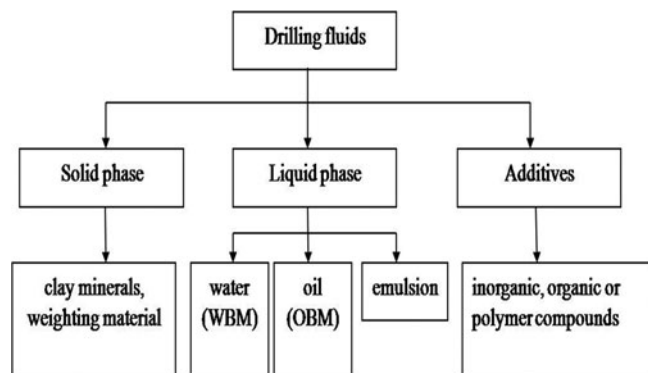 Drilling fluids
Solid phase
Liquid phase
Additives
clay minerals,
weighting material
water
(WBM)
oil
(OBM)
emulsion
inorganic, organic or
polymer compounds